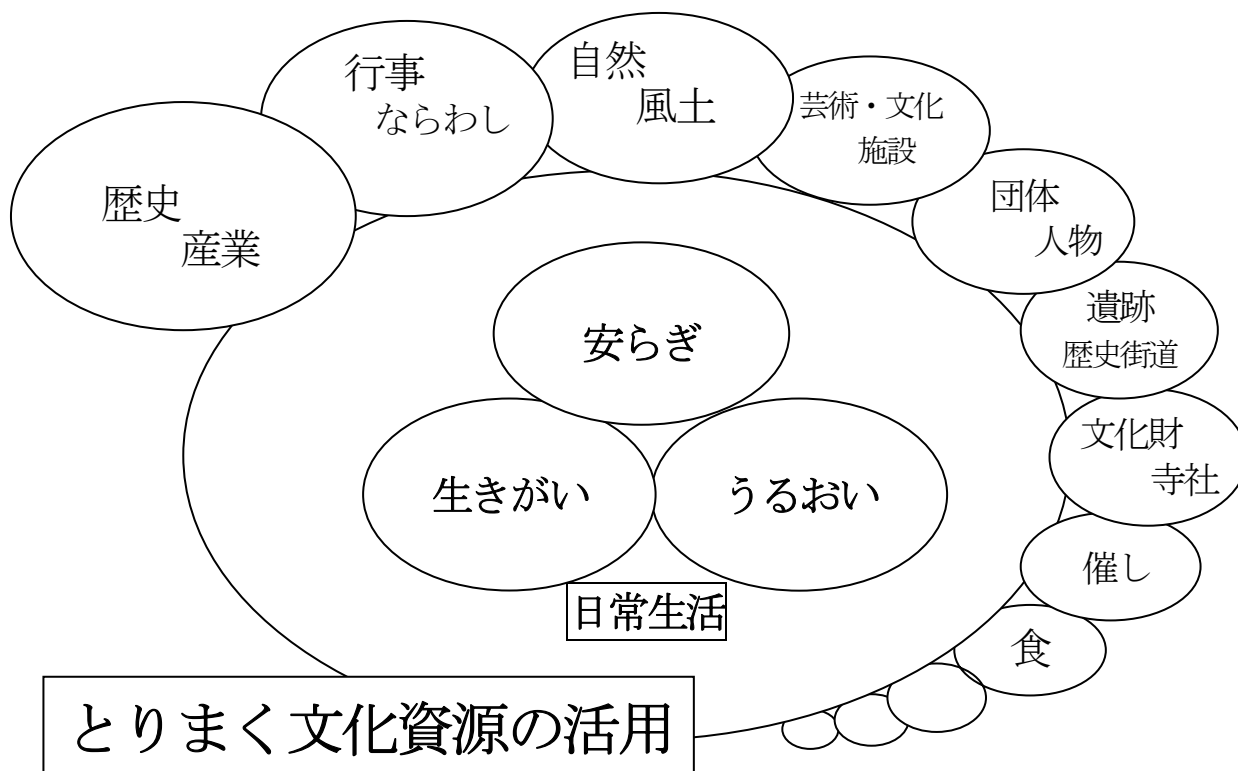 歴史
産業
行事
ならわし
自然
風土
芸術・文化
施設
団体
人物
遺跡
歴史街道
文化財
寺社
催し
食
安らぎ
生きがい
うるおい
日常生活
とりまく文化資源の活用